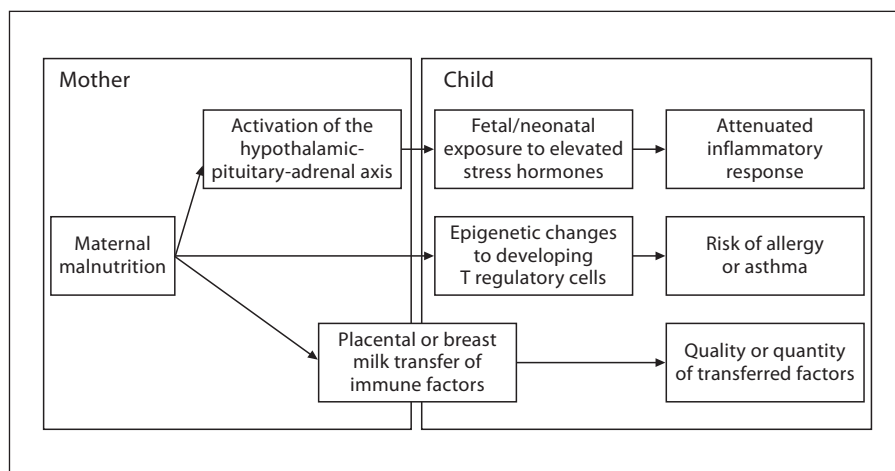 Mother
Child
Activation of the
hypothalamic-
pituitary-adrenal axis
Fetal/neonatal
exposure to elevated
stress hormones
Attenuated
inflammatory
response
Maternal
malnutrition
Epigenetic changes
to developing
T regulatory cells
Risk of allergy
or asthma
Placental or breast
milk transfer of
immune factors
Quality or quantity
of transferred factors